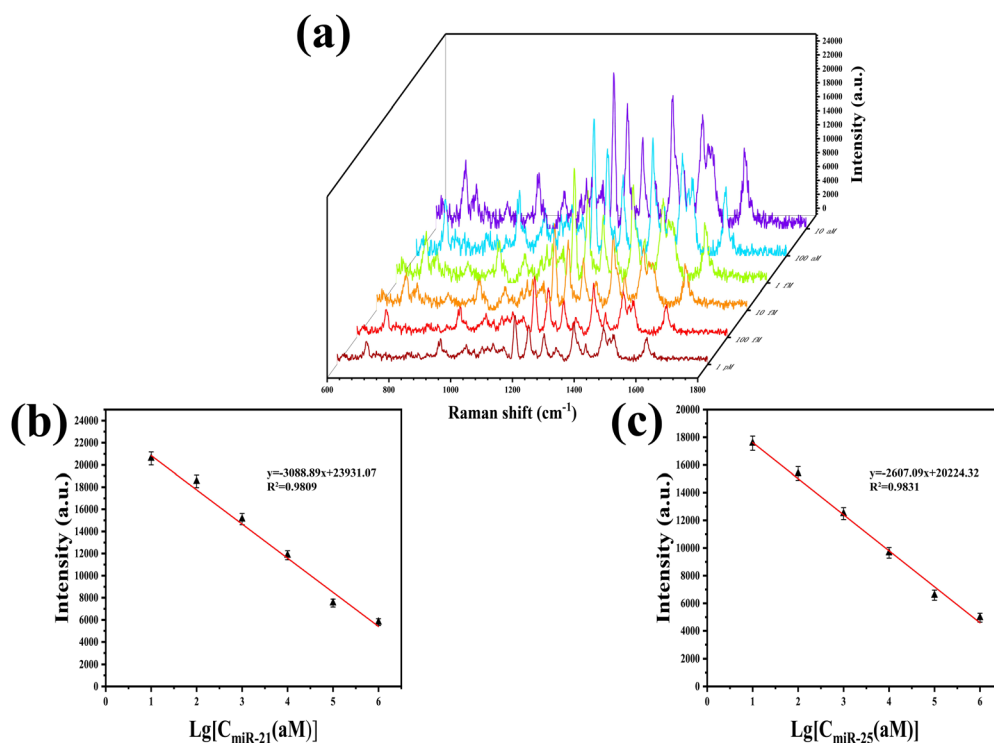 (a)
24000
22000
20000
18000
16000
14000
12000
10000
8000
6000
4000
2000
0
Intensity (a.u.)
10 aM
100 aM
1 fM
10 fM
100 fM
1 pM
600 800 1000 1200 1400 1600 1800
Raman shift (cm⁻¹)
(b)
24000
22000
20000
18000
16000
14000
12000
10000
8000
6000
4000
2000
0
Intensity (a.u.)
y=-3088.89x+23931.07
R²=0.9809
0 1 2 3 4 5 6
Lg[C_miR-21(aM)]
(c)
20000
18000
16000
14000
12000
10000
8000
6000
4000
2000
0
Intensity (a.u.)
y=-2607.09x+20224.32
R²=0.9831
0 1 2 3 4 5 6
Lg[C_miR-25(aM)]